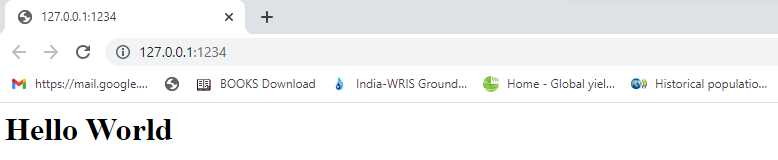 127.0.0.1:1234
127.0.0.1:1234
https://mail.google.... BOOKS Download India-WRIS Ground... Home - Global yiel... Historical populatio...
Hello World